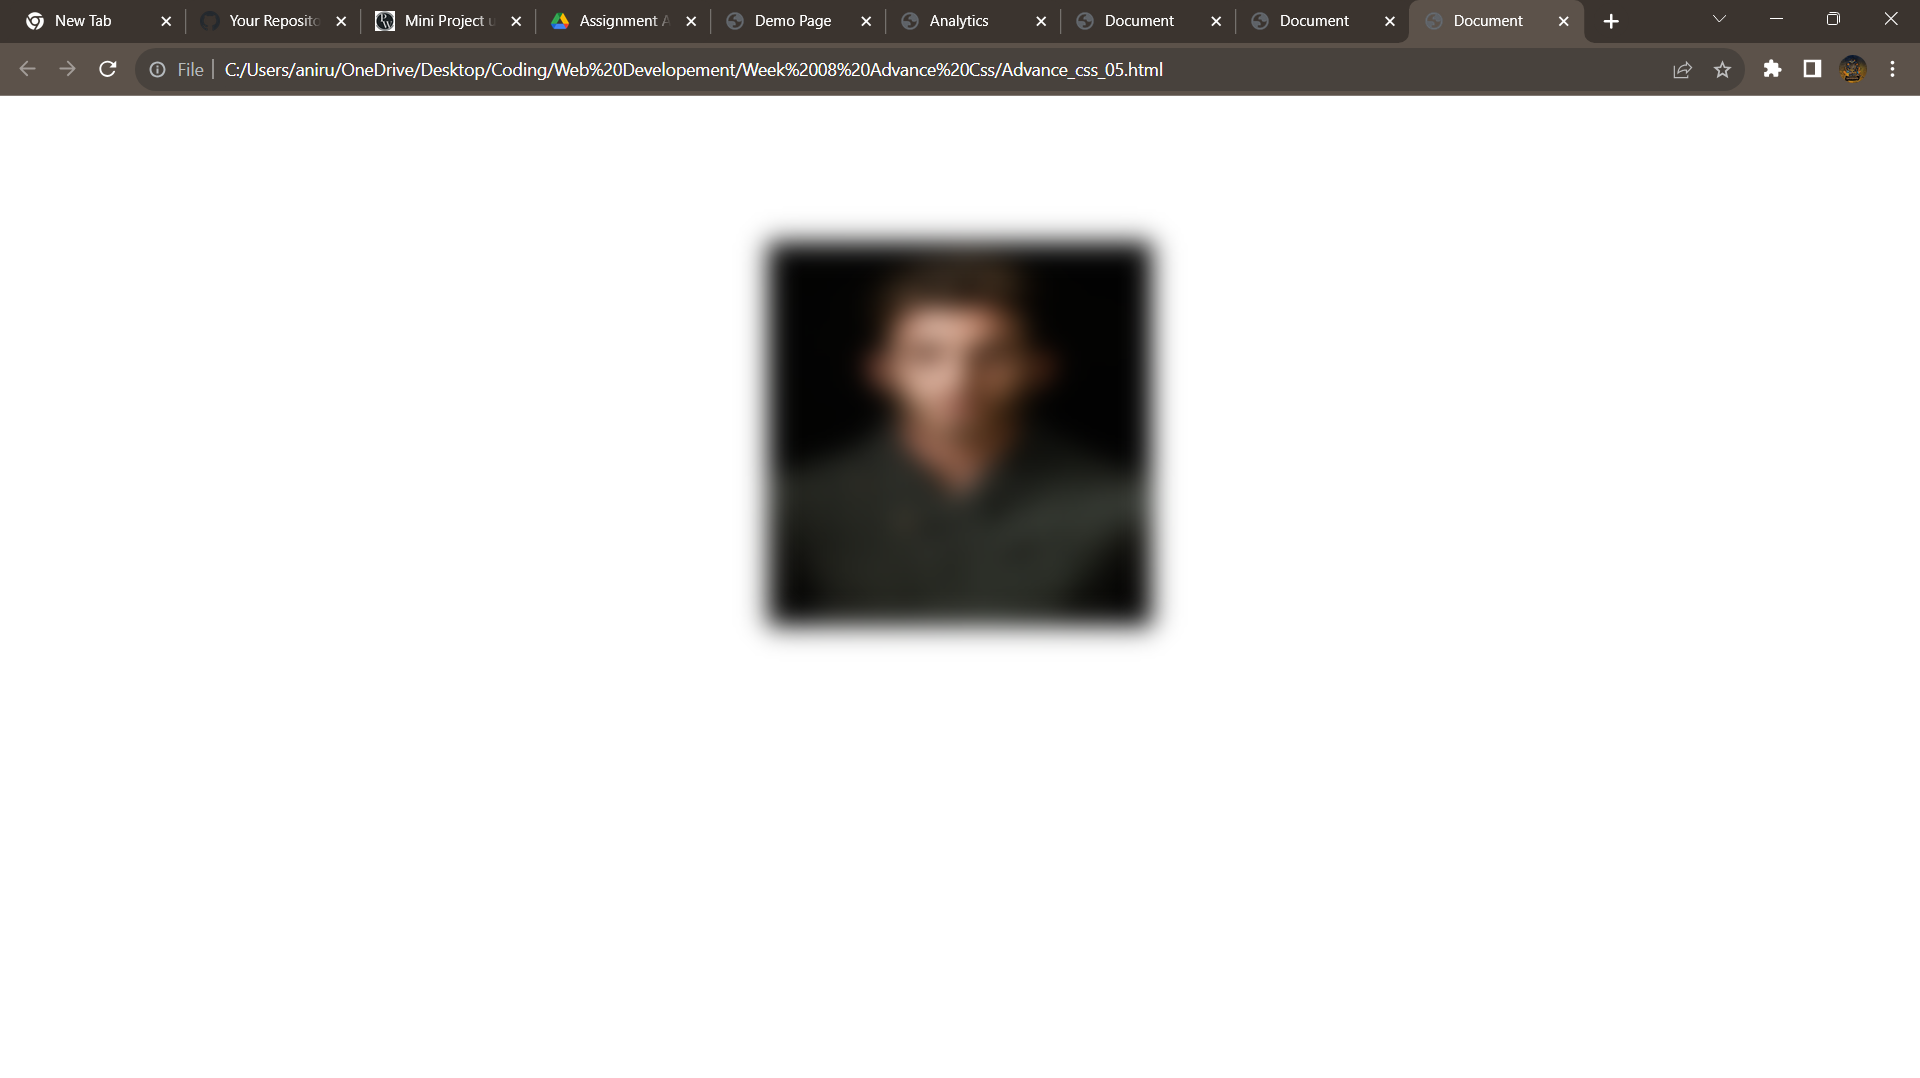 New Tab
Your Reposito
Mini Project u
Assignment A
Demo Page
Analytics
Document
Document
Document
File
C:/Users/aniru/OneDrive/Desktop/Coding/Web%20Developement/Week%2008%20Advance%20Css/Advance_css_05.html